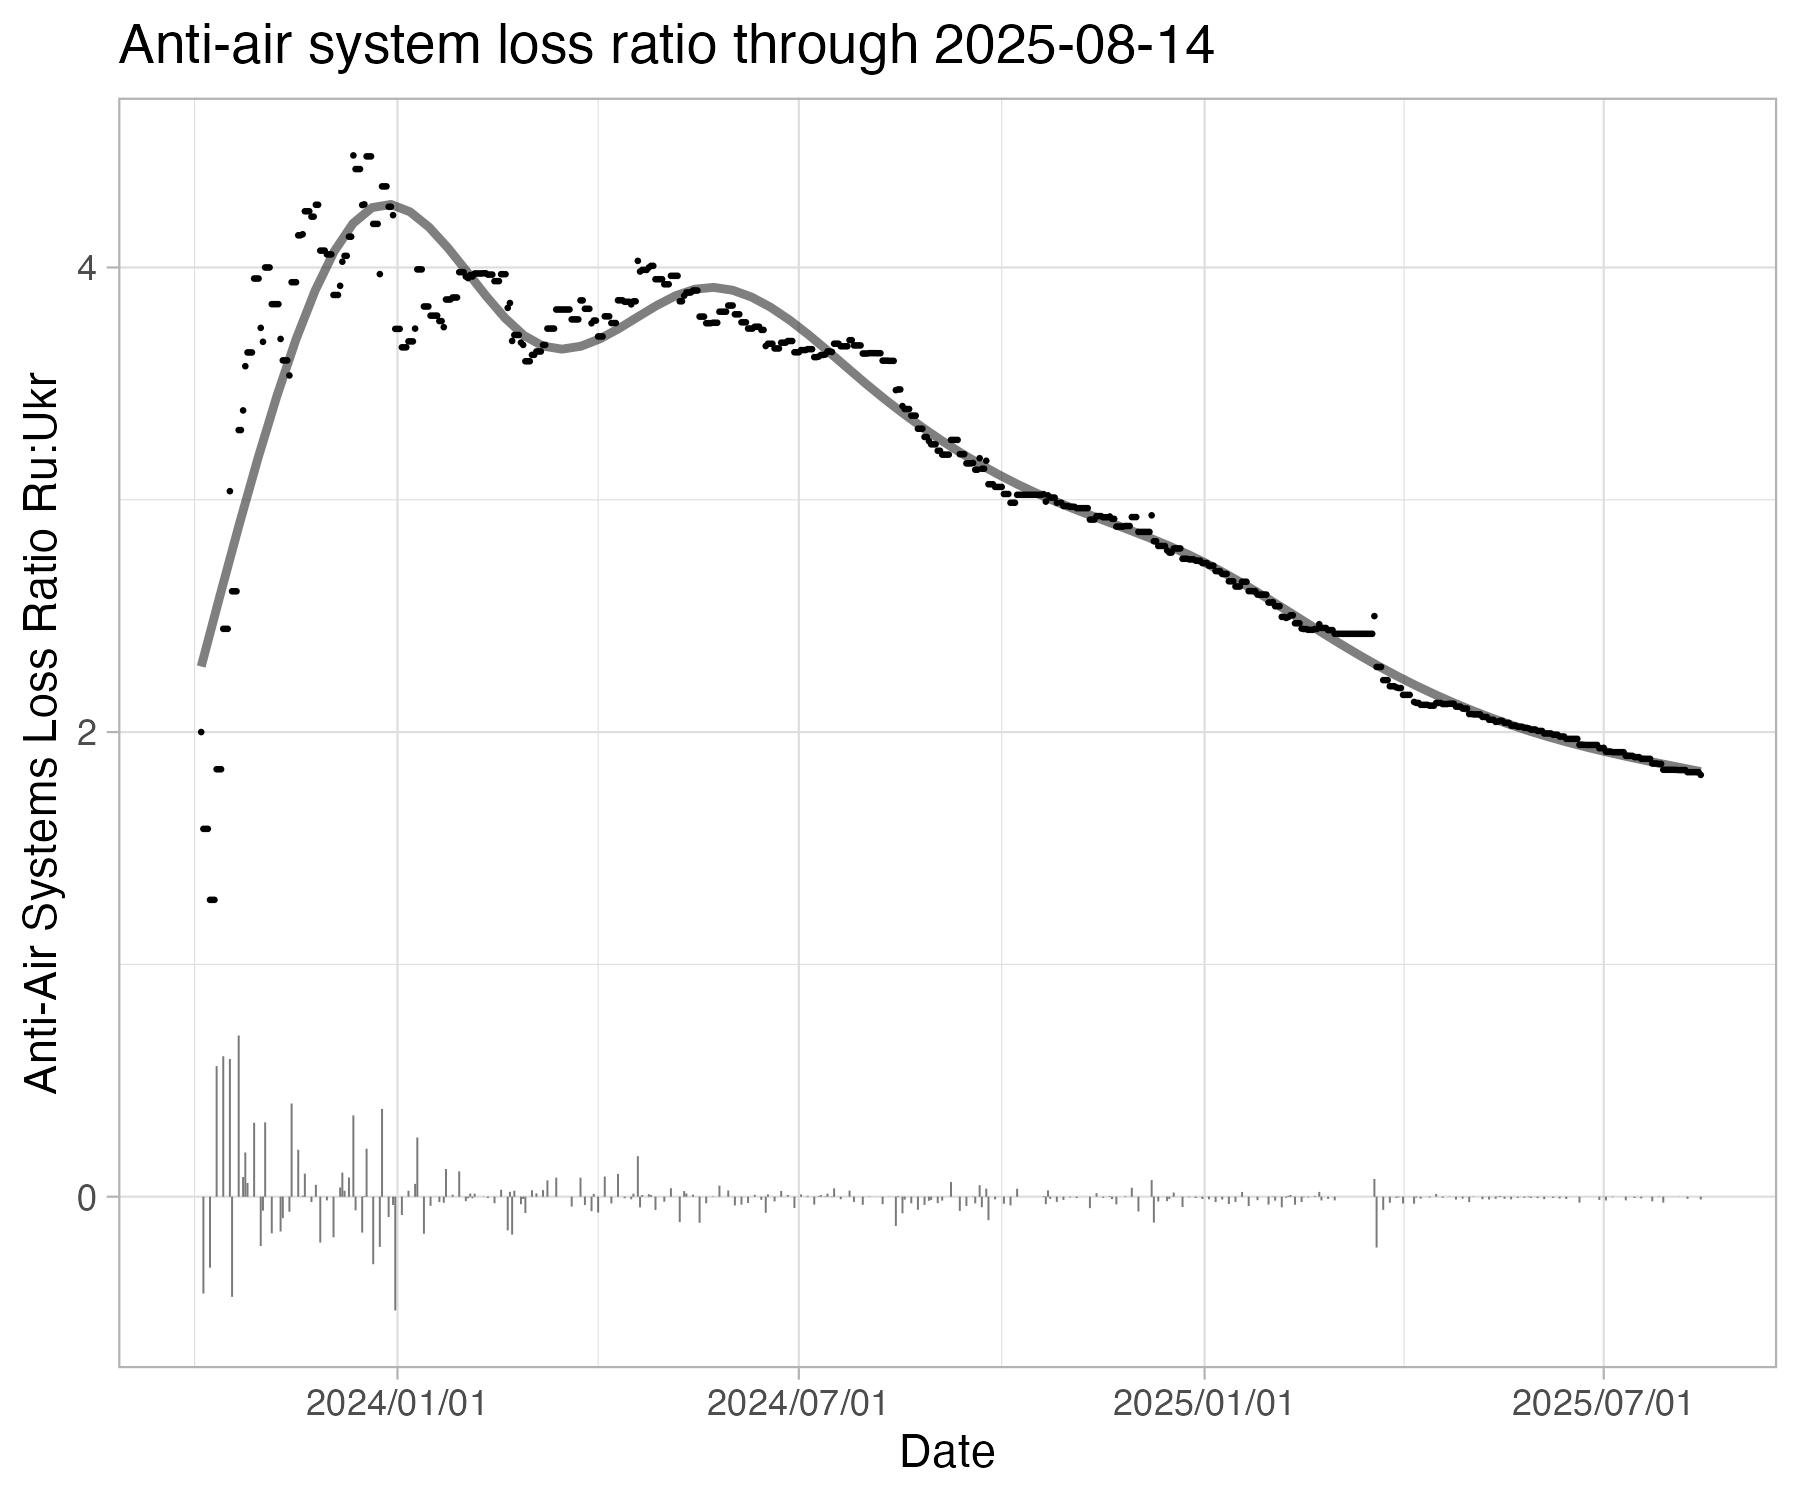 Anti-air system loss ratio through 2025-08-14
Anti-Air Systems Loss Ratio Ru:Ukr
4
2
0
2024/01/01
2024/07/01
2025/01/01
2025/07/01
Date